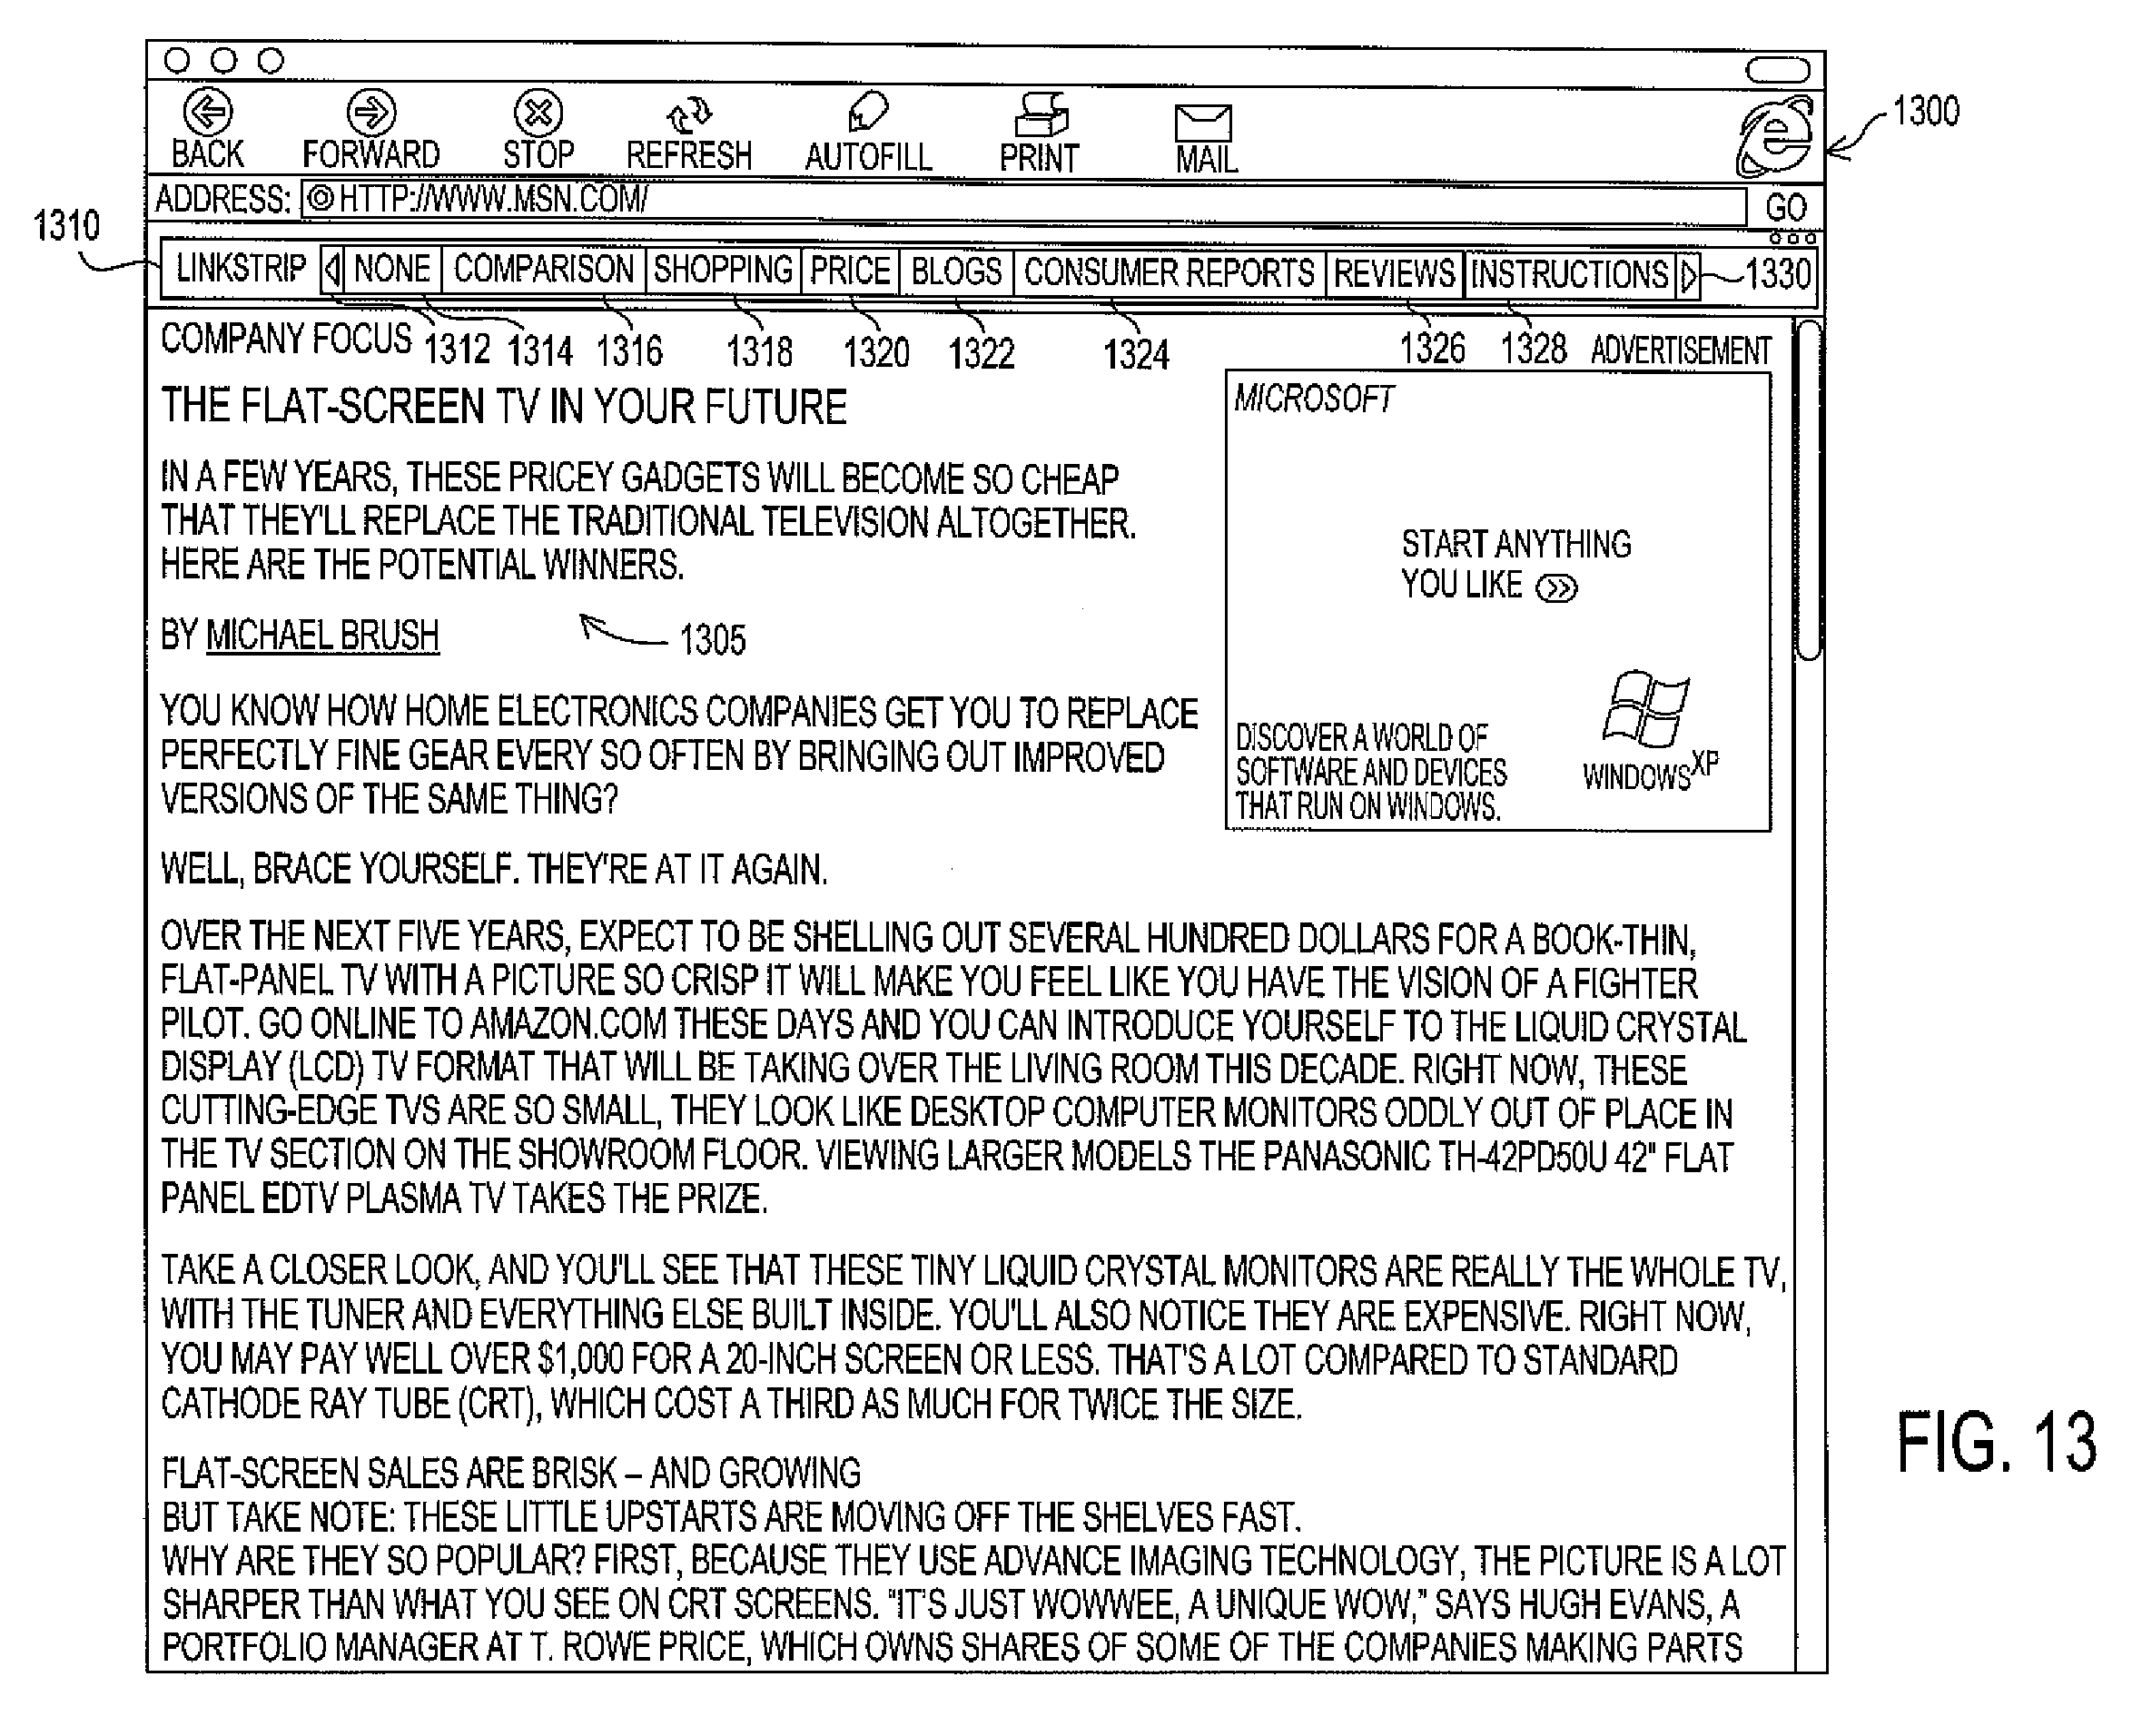 BACK FORWARD STOP REFRESH AUTOFILL PRINT MAIL
1300
ADDRESS: HTTP://WWW.MSN.COM/ GO
1310
LINKSTRIP NONE COMPARISON SHOPPING PRICE BLOGS CONSUMER REPORTS REVIEWS INSTRUCTIONS 1330
1312 1314 1316 1318 1320 1322 1324 1326 1328
COMPANY FOCUS
ADVERTISEMENT
THE FLAT-SCREEN TV IN YOUR FUTURE
IN A FEW YEARS, THESE PRICEY GADGETS WILL BECOME SO CHEAP
THAT THEY'LL REPLACE THE TRADITIONAL TELEVISION ALTOGETHER.
HERE ARE THE POTENTIAL WINNERS.
BY MICHAEL BRUSH
1305
MICROSOFT
START ANYTHING
YOU LIKE
DISCOVER A WORLD OF
SOFTWARE AND DEVICES
THAT RUN ON WINDOWS.
WINDOWS XP
YOU KNOW HOW HOME ELECTRONICS COMPANIES GET YOU TO REPLACE
PERFECTLY FINE GEAR EVERY SO OFTEN BY BRINGING OUT IMPROVED
VERSIONS OF THE SAME THING?
WELL, BRACE YOURSELF. THEY'RE AT IT AGAIN.
OVER THE NEXT FIVE YEARS, EXPECT TO BE SHELLING OUT SEVERAL HUNDRED DOLLARS FOR A BOOK-THIN,
FLAT-PANEL TV WITH A PICTURE SO CRISP IT WILL MAKE YOU FEEL LIKE YOU HAVE THE VISION OF A FIGHTER
PILOT. GO ONLINE TO AMAZON.COM THESE DAYS AND YOU CAN INTRODUCE YOURSELF TO THE LIQUID CRYSTAL
DISPLAY (LCD) TV FORMAT THAT WILL BE TAKING OVER THE LIVING ROOM THIS DECADE. RIGHT NOW, THESE
CUTTING-EDGE TVS ARE SO SMALL, THEY LOOK LIKE DESKTOP COMPUTER MONITORS ODDLY OUT OF PLACE IN
THE TV SECTION ON THE SHOWROOM FLOOR. VIEWING LARGER MODELS THE PANASONIC TH-42PD50U 42" FLAT
PANEL EDTV PLASMA TV TAKES THE PRIZE.
TAKE A CLOSER LOOK, AND YOU'LL SEE THAT THESE TINY LIQUID CRYSTAL MONITORS ARE REALLY THE WHOLE TV,
WITH THE TUNER AND EVERYTHING ELSE BUILT INSIDE. YOU'LL ALSO NOTICE THEY ARE EXPENSIVE. RIGHT NOW,
YOU MAY PAY WELL OVER $1,000 FOR A 20-INCH SCREEN OR LESS. THAT'S A LOT COMPARED TO STANDARD
CATHODE RAY TUBE (CRT), WHICH COST A THIRD AS MUCH FOR TWICE THE SIZE.
FLAT-SCREEN SALES ARE BRISK – AND GROWING
BUT TAKE NOTE: THESE LITTLE UPSTARTS ARE MOVING OFF THE SHELVES FAST.
WHY ARE THEY SO POPULAR? FIRST, BECAUSE THEY USE ADVANCE IMAGING TECHNOLOGY, THE PICTURE IS A LOT
SHARPER THAN WHAT YOU SEE ON CRT SCREENS. "IT'S JUST WOWWEE, A UNIQUE WOW," SAYS HUGH EVANS, A
PORTFOLIO MANAGER AT T. ROWE PRICE, WHICH OWNS SHARES OF SOME OF THE COMPANIES MAKING PARTS
FIG. 13